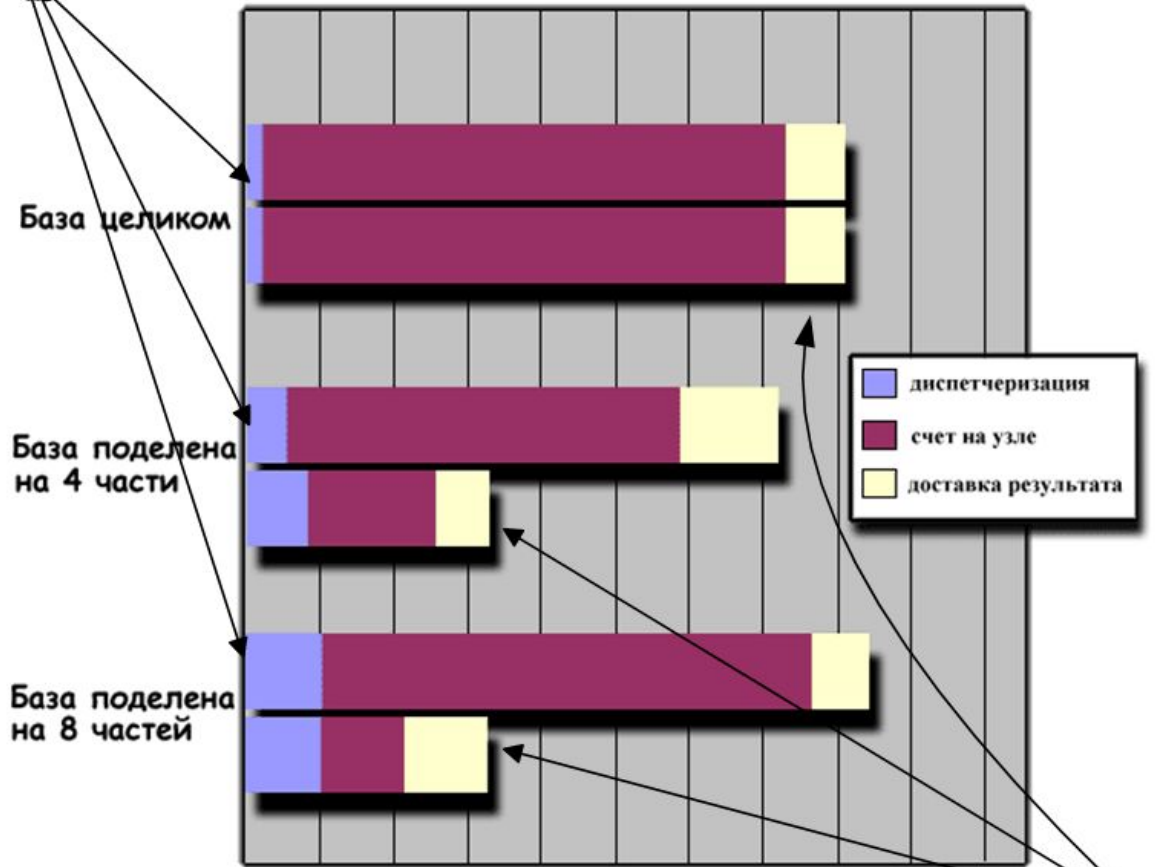 База целиком
База поделена
на 4 части
диспетчеризация
счет на узле
доставка результата
База поделена
на 8 частей